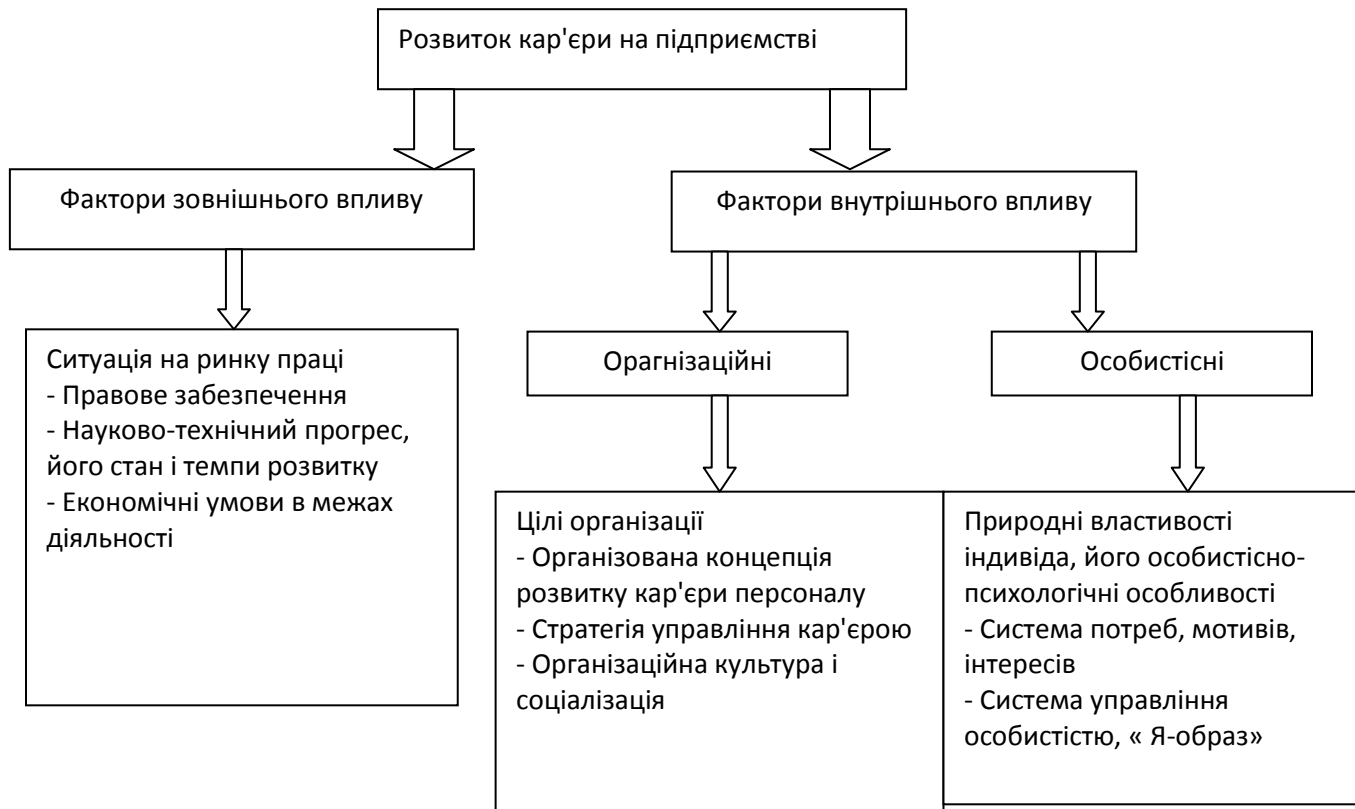 Розвиток кар'єри на підприємстві
Фактори зовнішнього впливу
Фактори внутрішнього впливу
Ситуація на ринку праці
- Правове забезпечення
- Науково-технічний прогрес,
його стан і темпи розвитку
- Економічні умови в межах
діяльності
Орагнізаційні
Особистісні
Цілі організації
- Організована концепція
розвитку кар'єри персоналу
- Стратегія управління кар'єрою
- Організаційна культура і
соціалізація
Природні властивості
індивіда, його особистісно-
психологічні особливості
- Система потреб, мотивів,
інтересів
- Система управління
особистістю, « Я-образ»